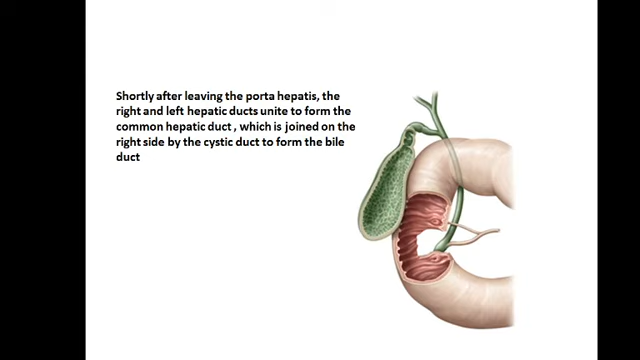 Shortly after leaving the porta hepatis, the
right and left hepatic ducts unite to form the
common hepatic duct , which is joined on the
right side by the cystic duct to form the bile
duct